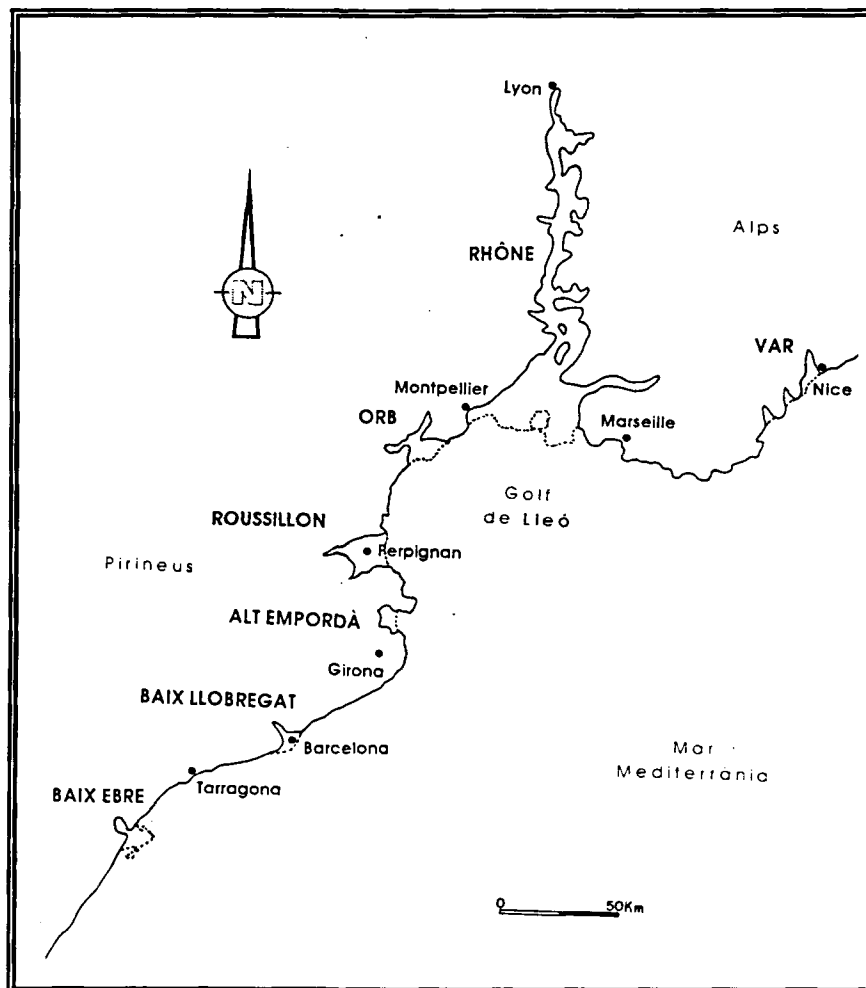 Lyon
Alps
RHÔNE
N
VAR
Nice
Montpellier
ORB
Marseille
Golf
de Lleó
ROUSSILLON
Perpignan
Pirineus
ALT EMPORDÀ
Girona
BAIX LLOBREGAT
Barcelona
Mar
Mediterrània
Tarragona
BAIX EBRE
0 50Km